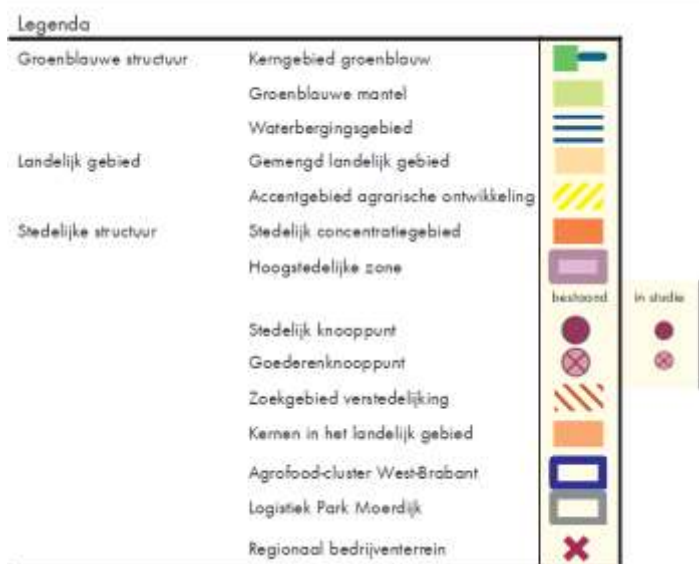 Legenda
Groenblauwe structuur Kerngebied groenblauw
Groenblauwe mantel
Waterbergingsgebied
Landelijk gebied Gemengd landelijk gebied
Accentgebied agrarische ontwikkeling
Stedelijke structuur Stedelijk concentratiegebied
Hoogstedelijke zone
bestaand in studie
Stedelijk knooppunt
Goederenknooppunt
Zoekgebied verstedelijking
Kernen in het landelijk gebied
Agrofood-cluster West-Brabant
Logistiek Park Moerdijk
Regionaal bedrijventerrein